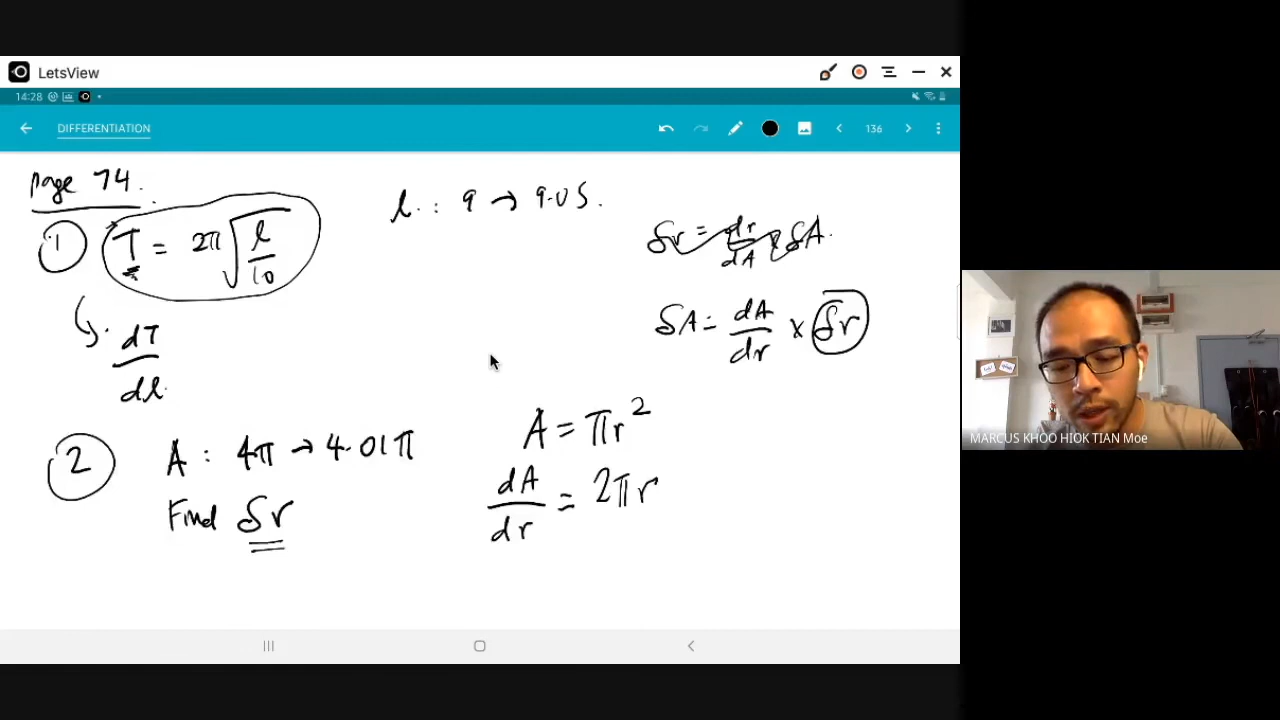 LetsView
14:28
DIFFERENTIATION
136
Page 74.
1 T = 2π√(l/10)
l : 9 → 9.05.
δr = dr/dA × δA.
δA = dA/dr × δr
dT/dl
2 A : 4π → 4.01π
Find δr
A = πr²
dA/dr = 2πr
MARCUS KHOO HIOK TIAN Moe